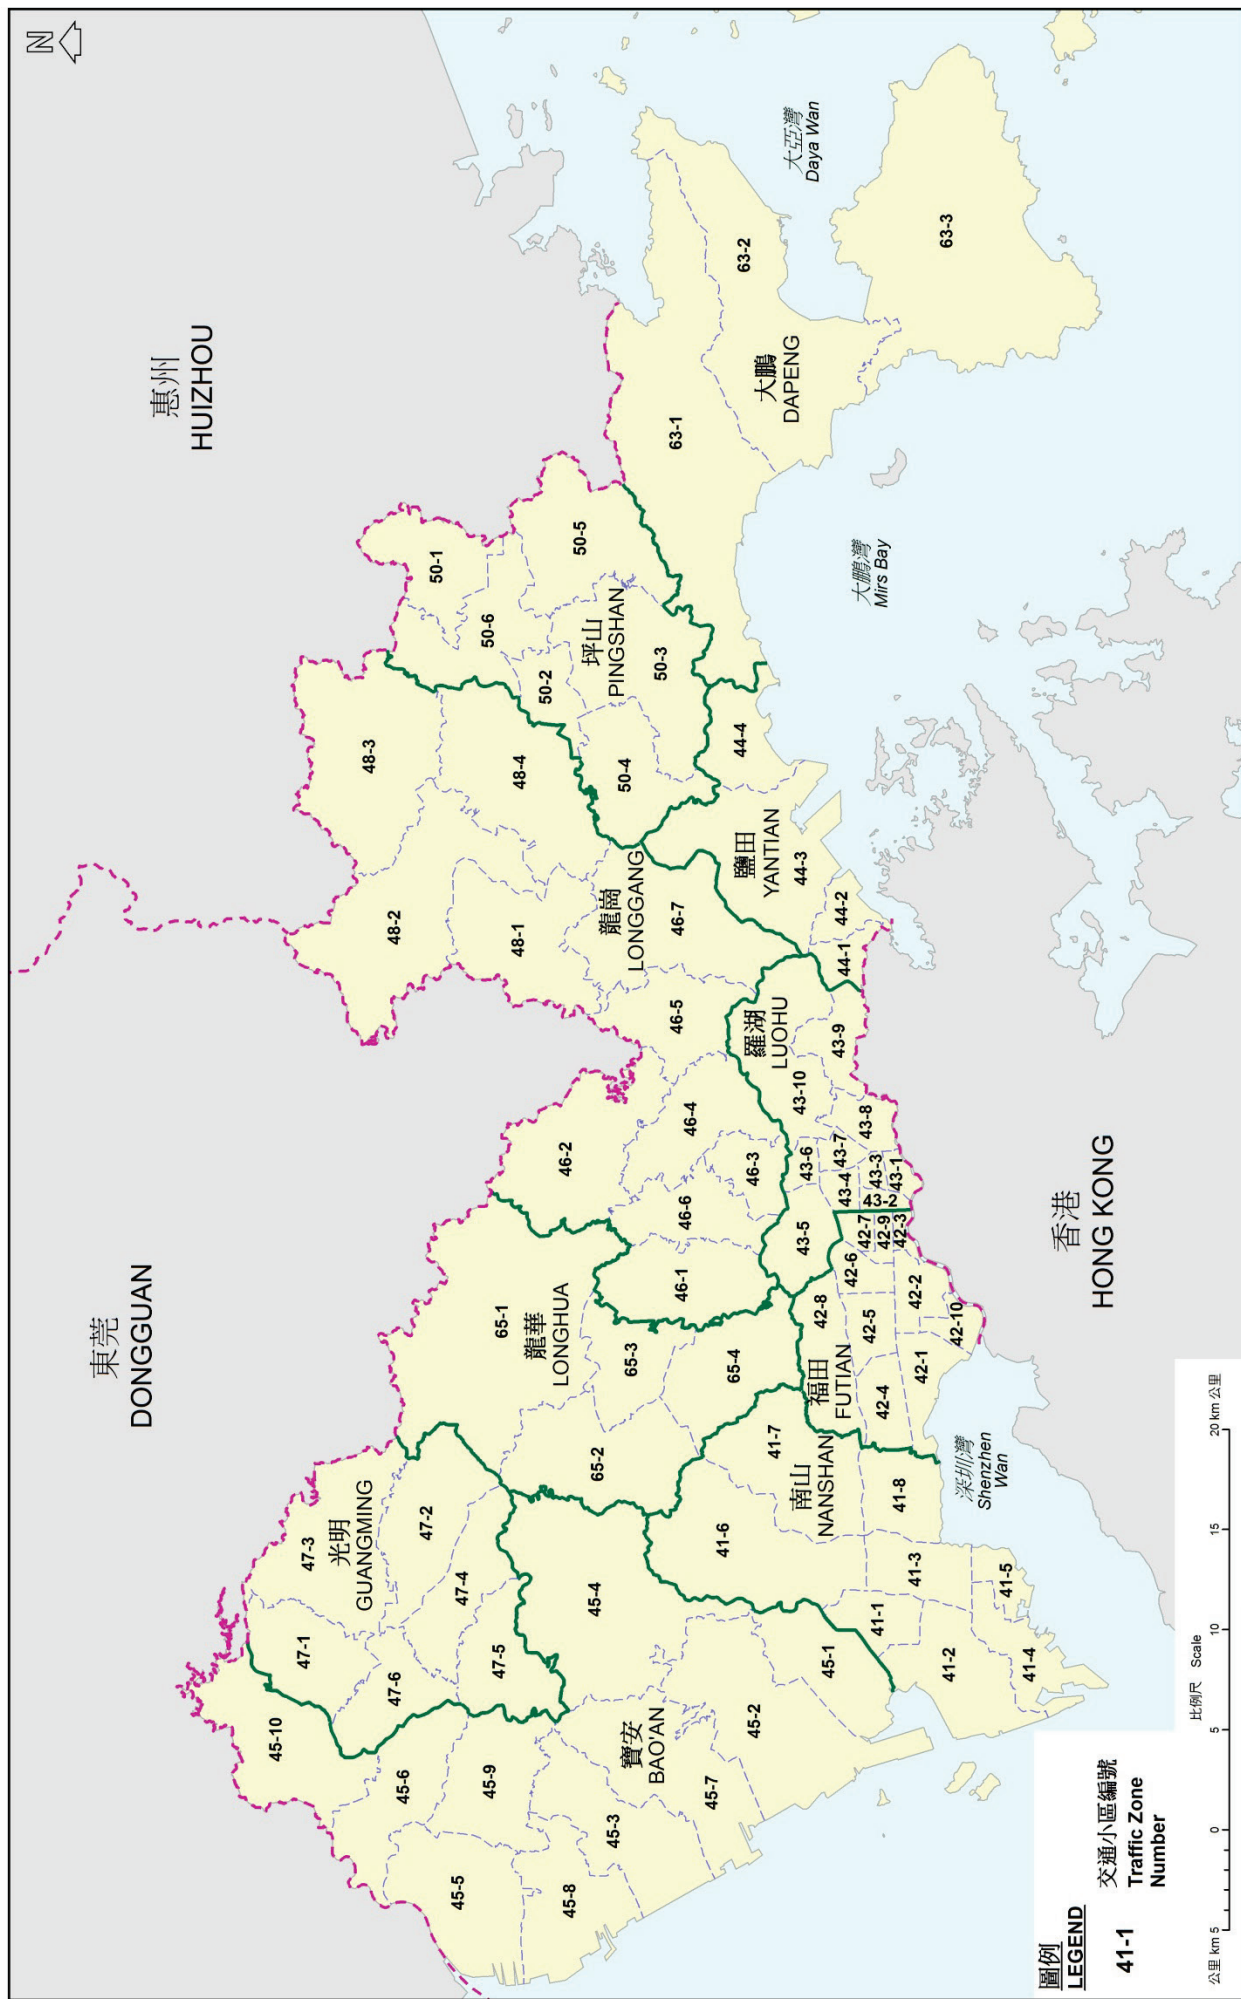 N
東莞
DONGGUAN
惠州
HUIZHOU
45-10
47-1
47-3
光明
GUANGMING
47-6
47-2
47-4
47-5
45-6
45-9
45-5
45-8
45-3
寶安
BAO'AN
45-7
45-2
45-4
45-1
65-1
龍華
LONGHUA
65-2
65-3
65-4
46-2
46-1
46-6
46-4
46-3
46-5
46-7
龍崗
LONGGANG
48-2
48-1
48-3
48-4
50-1
50-6
50-2
50-5
坪山
PINGSHAN
50-3
50-4
63-1
63-2
大鵬
DAPENG
63-3
大亞灣
Daya Wan
大鵬灣
Mirs Bay
44-4
鹽田
YANTIAN
44-3
44-2
44-1
羅湖
LUOHU
43-9
43-10
43-8
43-7
43-6
43-4
43-3
43-1
43-2
43-5
42-7
42-9
42-3
42-6
42-8
42-5
42-2
42-10
42-1
42-4
福田
FUTIAN
41-7
南山
NANSHAN
41-6
41-8
41-3
41-1
41-5
41-2
41-4
深圳灣
Shenzhen
Wan
香港
HONG KONG
圖例
LEGEND
41-1
交通小區編號
Traffic Zone
Number
比例尺 Scale
公里 km 5 0 5 10 15 20 km 公里